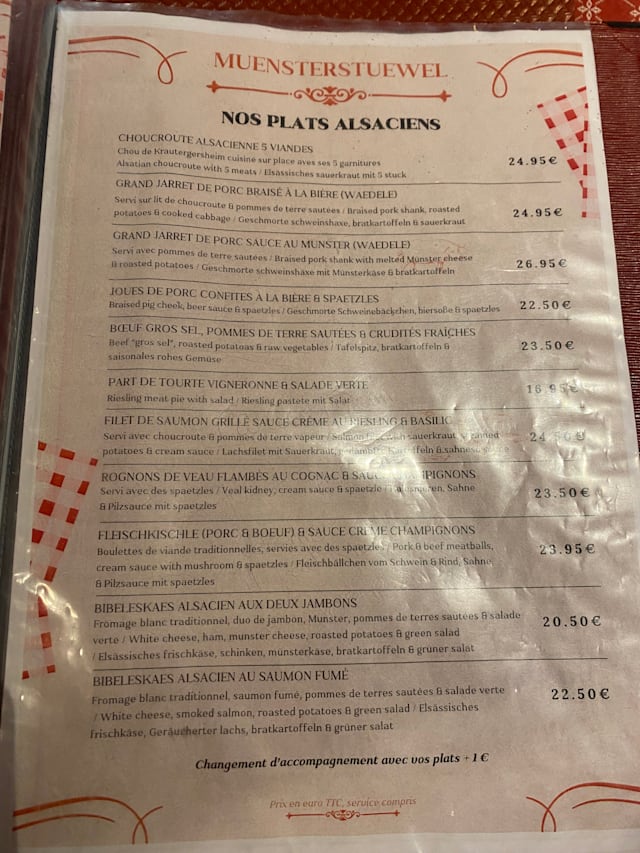 MUENSTERSTUEWEL
NOS PLATS ALSACIENS
CHOUCROUTE ALSACIENNE 5 VIANDES
Chou de Krautergersheim cuisiné sur place aves ses 5 garnitures
Alsatian choucroute with 5 meats / Elsässisches sauerkraut mit 5 stuck
24.95€
GRAND JARRET DE PORC BRAISÉ À LA BIÈRE (WAEDELE)
Servi sur lit de choucroute & pommes de terre sautées / Braised pork shank, roasted
potatoes & cooked cabbage / Geschmorte schweinshaxe, bratkartoffeln & sauerkraut
24.95€
GRAND JARRET DE PORC SAUCE AU MUNSTER (WAEDELE)
Servi avec pommes de terre sautées / Braised pork shank with melted Munster cheese
& roasted potatoes / Geschmorte schweinshaxe mit Münsterkäse & bratkartoffeln
26.95€
JOUES DE PORC CONFITES À LA BIÈRE & SPAETZLES
Braised pig cheek, beer sauce & spaetzles / Geschmorte Schweinebäckchen, biersoße & spaetzles
22.50€
BŒUF GROS SEL, POMMES DE TERRE SAUTÉES & CRUDITÉS FRAÎCHES
Beef "gros sel", roasted potatoas & raw vegetables / Tafelspitz, bratkartoffeln &
saisonales rohes Gemüse
23.50€
PART DE TOURTE VIGNERONNE & SALADE VERTE
Riesling meat pie with salad / Riesling pastete mit Salat
16.95€
FILET DE SAUMON GRILLÉ SAUCE CRÈME AU RIESLING & BASILIC
Servi avec choucroute & pommes de terre vapeur / Salmon with sauerkraut,
potatoes & cream sauce / Lachsfilet mit Sauerkraut, Kartoffeln & sahnesoße
ROGNONS DE VEAU FLAMBÉS AU COGNAC &
Servi avec des spaetzles / Veal kidney, cream sauce & spaetzle / Sahne
& Pilzsauce mit spaetzles
23.50€
FLEISCHKISCHLE (PORC & BOEUF) & SAUCE CRÈME CHAMPIGNONS
Boulettes de viande traditionnelles, servies avec des spaetzles / Pork & beef meatballs,
cream sauce with mushroom & spaetzles / Fleischbällchen vom Schwein & Rind, Sahne,
& Pilzsauce mit spaetzles
23.95€
BIBELESKAES ALSACIEN AUX DEUX JAMBONS
Fromage blanc traditionnel, duo de jambon, Munster, pommes de terres sautées & salade
verte / White cheese, ham, munster cheese, roasted potatoes & green salad
/ Elsässisches frischkäse, schinken, münsterkäse, bratkartoffeln & grüner salat
20.50€
BIBELESKAES ALSACIEN AU SAUMON FUMÉ
Fromage blanc traditionnel, saumon fumé, pommes de terres sautées & salade verte
/ White cheese, smoked salmon, roasted potatoes & green salad / Elsässisches
frischkäse, Geräucherter lachs, bratkartoffeln & grüner salat
22.50€
Changement d'accompagnement avec vos plats + 1€
Prix en euro TTC, service compris